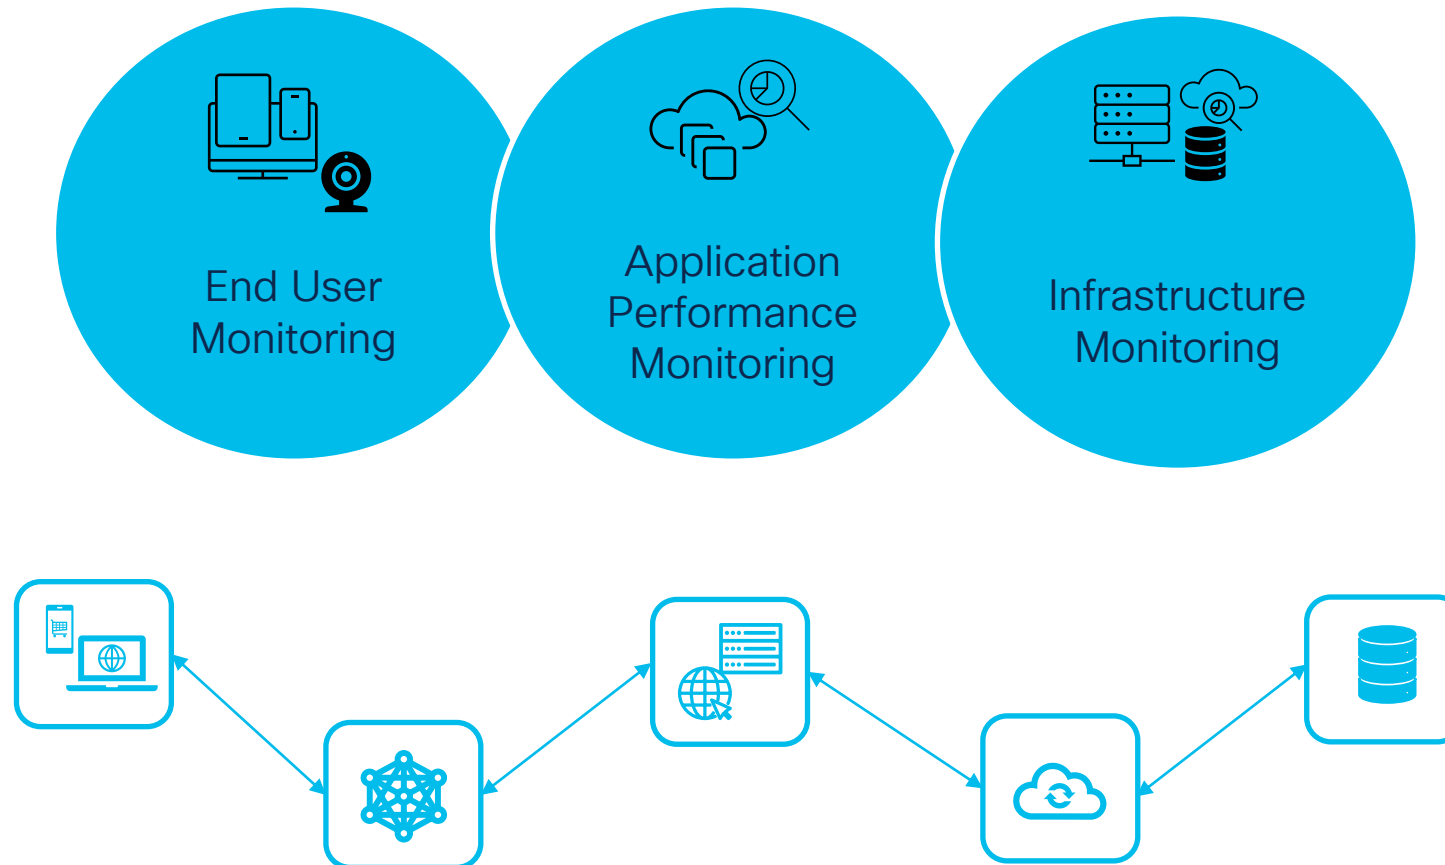 End User
Monitoring
Application
Performance
Monitoring
Infrastructure
Monitoring